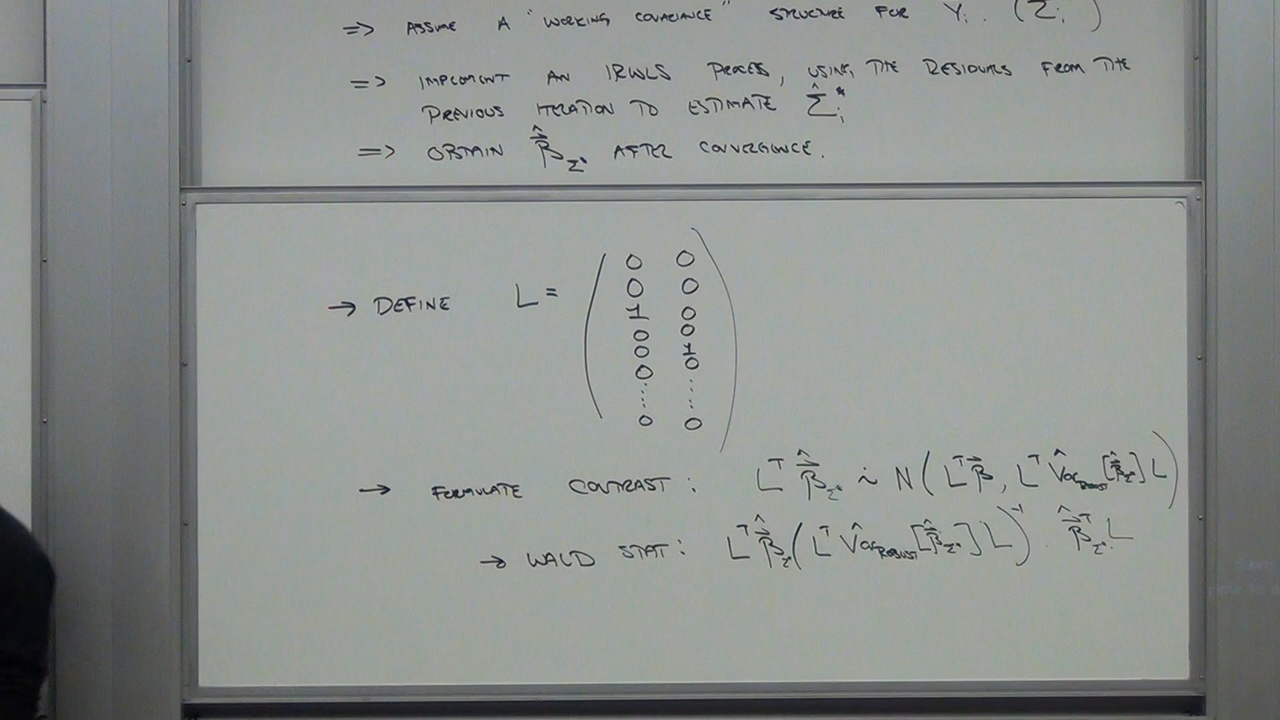 => ASSUME A "WORKING COVARIANCE" STRUCTURE FOR Yᵢ. (Σᵢ*)
=> IMPLEMENT AN IRWLS PROCESS, USING THE RESIDUALS FROM THE
PREVIOUS ITERATION TO ESTIMATE Σ̂ᵢ*
=> OBTAIN β̂_Σ* AFTER CONVERGENCE.
→ DEFINE L = (
0 0
0 0
1 0
0 0
0 1
0 0
⋮ ⋮
0 0
)
→ FORMULATE CONTRAST: Lᵀ β̂_Σ* ~ N(Lᵀβ, Lᵀ V̂ar_Robust[β̂_Σ*] L)
→ WALD STAT: Lᵀ β̂_Σ* (Lᵀ V̂ar_Robust[β̂_Σ*] L)⁻¹ · β̂ᵀ_Σ* L